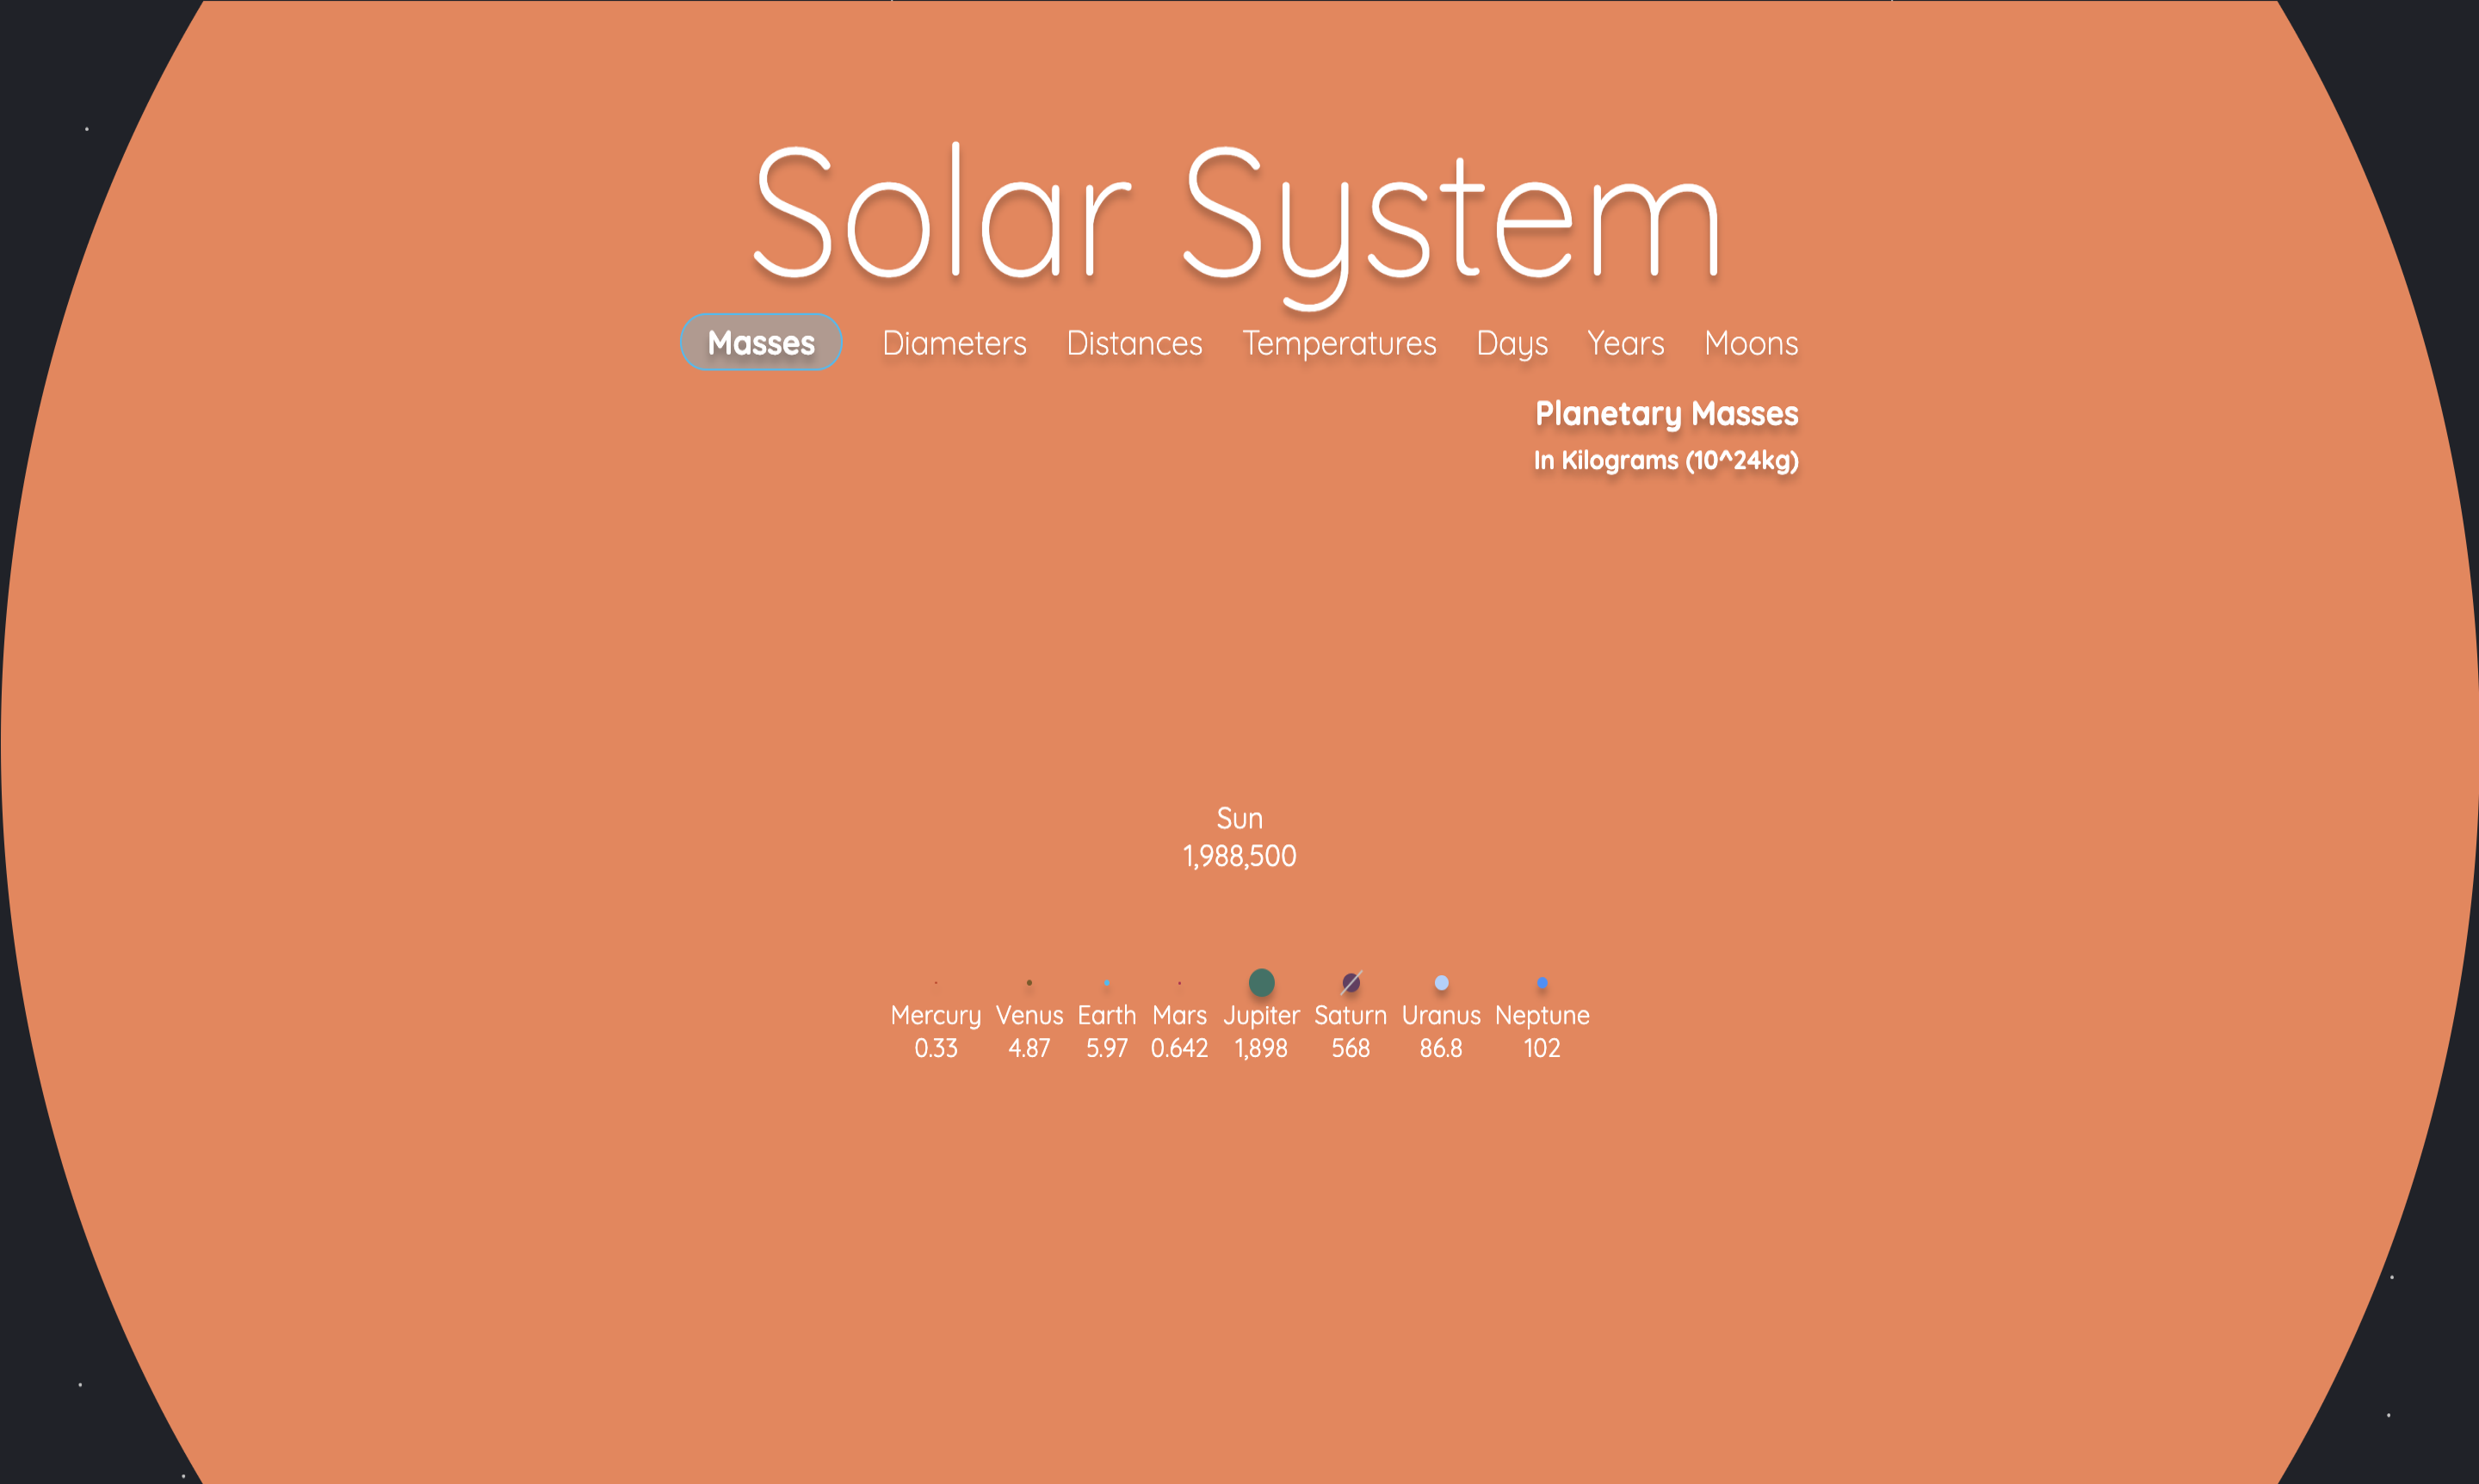 Solar System
Masses Diameters Distances Temperatures Days Years Moons
Planetary Masses
In Kilograms (10^24kg)
Sun
1,988,500
Mercury Venus Earth Mars Jupiter Saturn Uranus Neptune
0.33 4.87 5.97 0.642 1,898 568 86.8 102